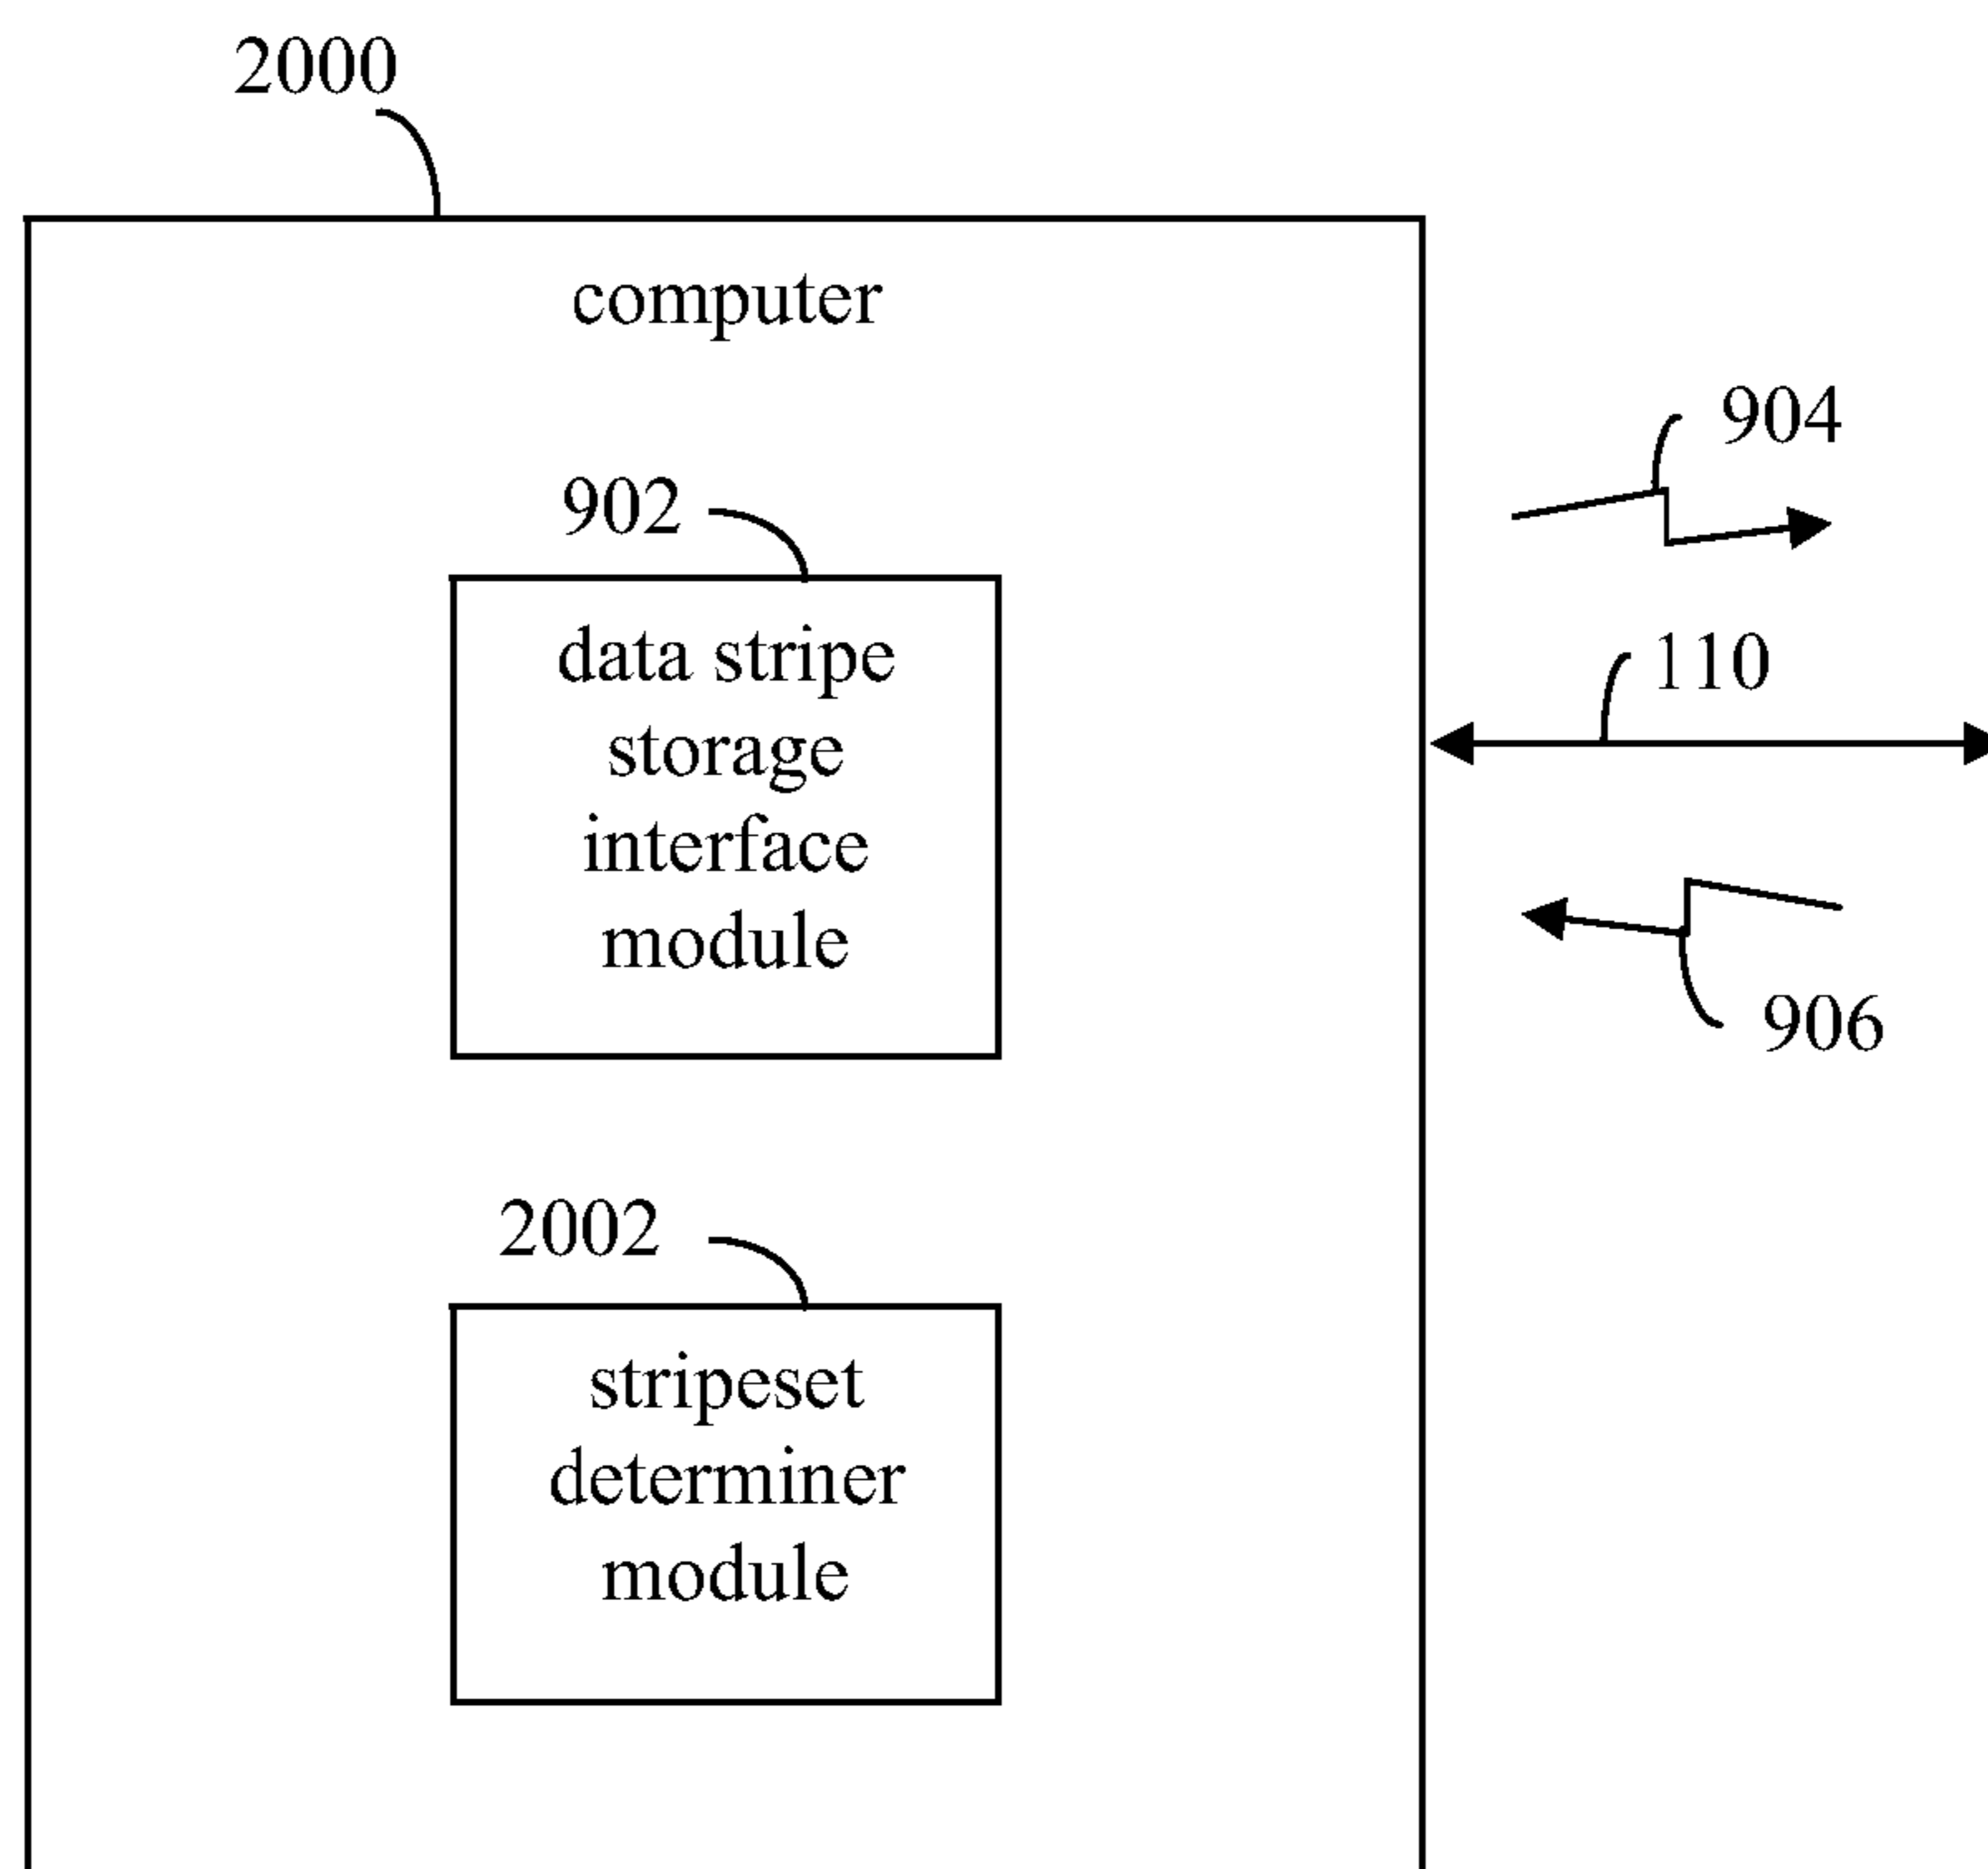 2000
computer
904
902
data stripe
storage
interface
module
110
906
2002
stripeset
determiner
module